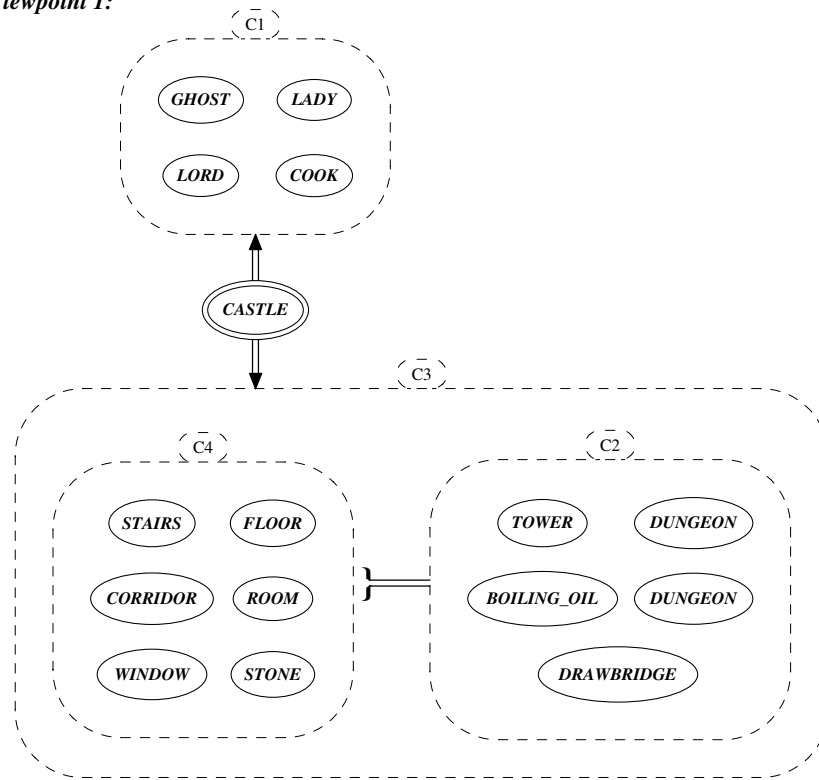 iewpoint 1:
C1
GHOST LADY
LORD COOK
CASTLE
C3
C4 C2
STAIRS FLOOR TOWER DUNGEON
CORRIDOR ROOM BOILING_OIL DUNGEON
WINDOW STONE DRAWBRIDGE